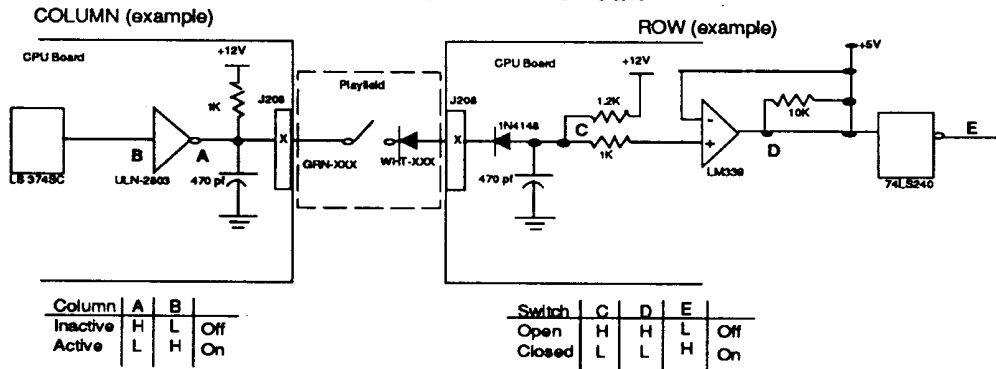 COLUMN (example)
ROW (example)
CPU Board
+12V
1K
J206
Playfield
J208
CPU Board
+12V
+5V
1.2K
10K
1N4148
C
1K
-
+
X
X
B
A
D
E
GRN-XXX
WHT-XXX
LS 374SC
ULN-2803
470 pf
470 pf
LM339
74LS240
Column A B
Inactive H L Off
Active L H On
Switch C D E
Open H H L Off
Closed L L H On